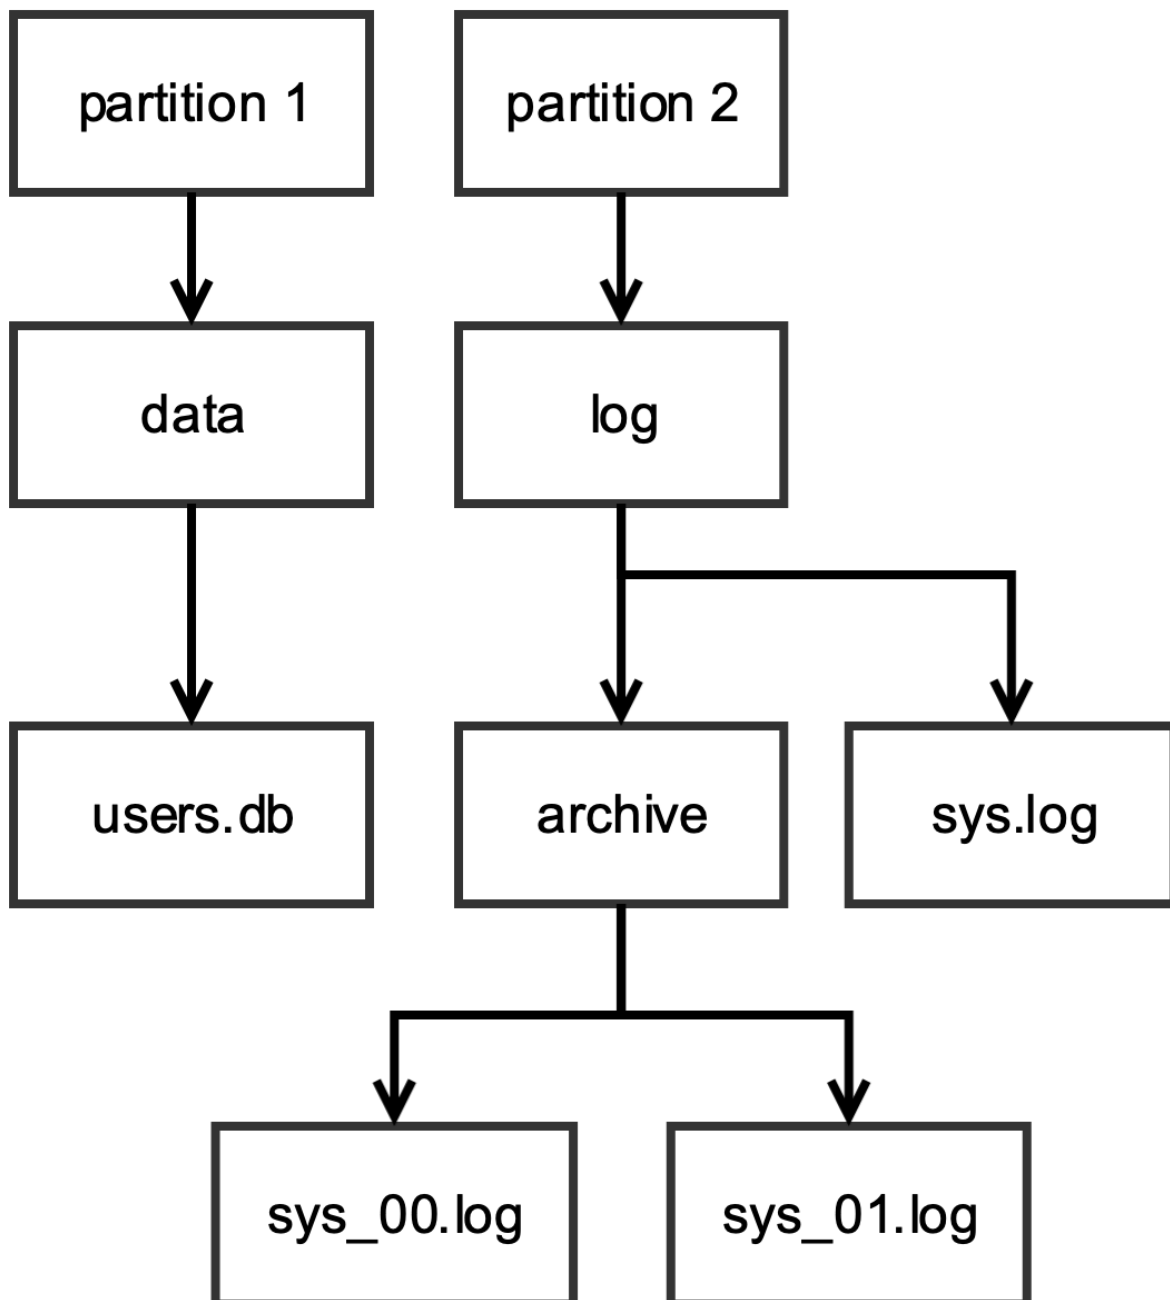 partition 1
partition 2
data
log
users.db
archive
sys.log
sys_00.log
sys_01.log